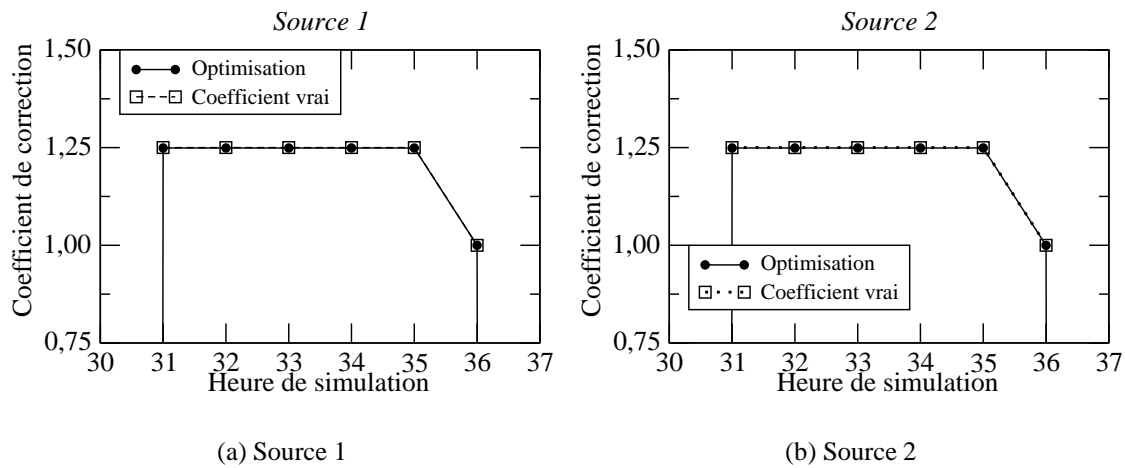 Source 1
Coefficient de correction
1,50
1,25
1,00
0,75
Optimisation
Coefficient vrai
30 31 32 33 34 35 36 37
Heure de simulation
(a) Source 1
Source 2
Coefficient de correction
1,50
1,25
1,00
0,75
Optimisation
Coefficient vrai
30 31 32 33 34 35 36 37
Heure de simulation
(b) Source 2